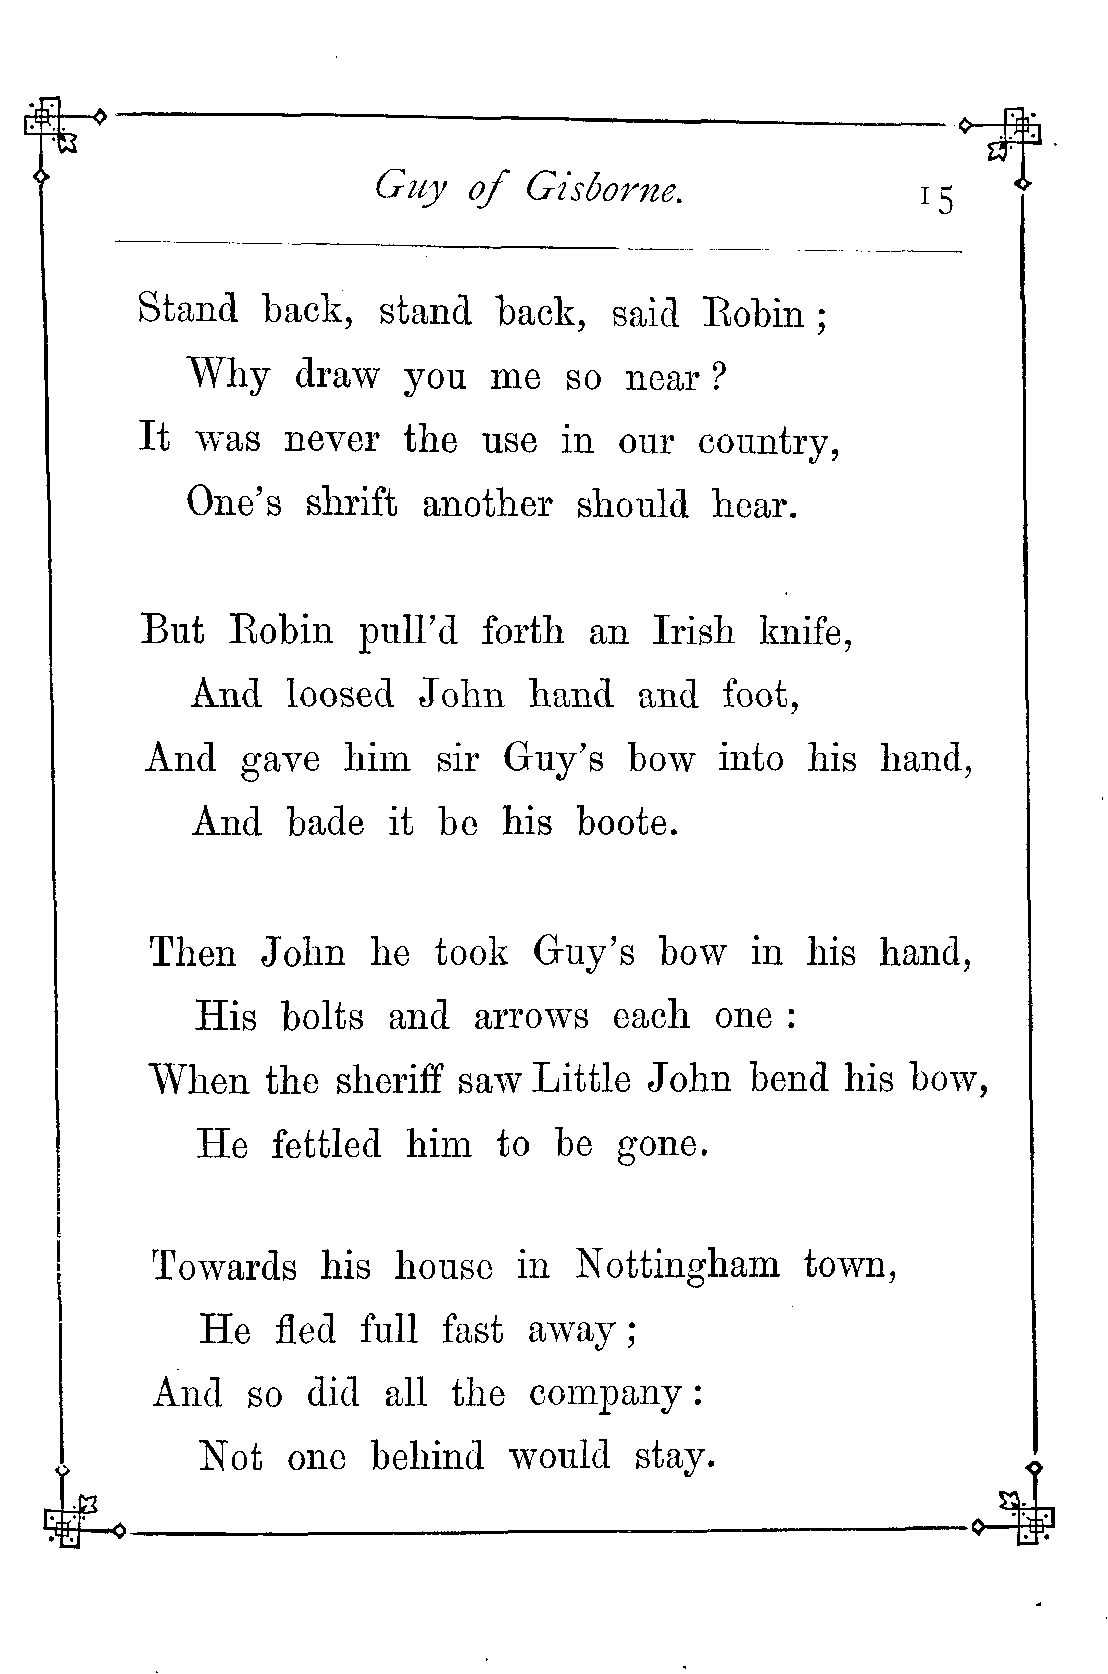 Guy of Gisborne. 15
Stand back, stand back, said Robin ;
Why draw you me so near ?
It was never the use in our country,
One's shrift another should hear.
But Robin pull'd forth an Irish knife,
And loosed John hand and foot,
And gave him sir Guy's bow into his hand,
And bade it be his boote.
Then John he took Guy's bow in his hand,
His bolts and arrows each one :
When the sheriff saw Little John bend his bow,
He fettled him to be gone.
Towards his house in Nottingham town,
He fled full fast away ;
And so did all the company :
Not one behind would stay.